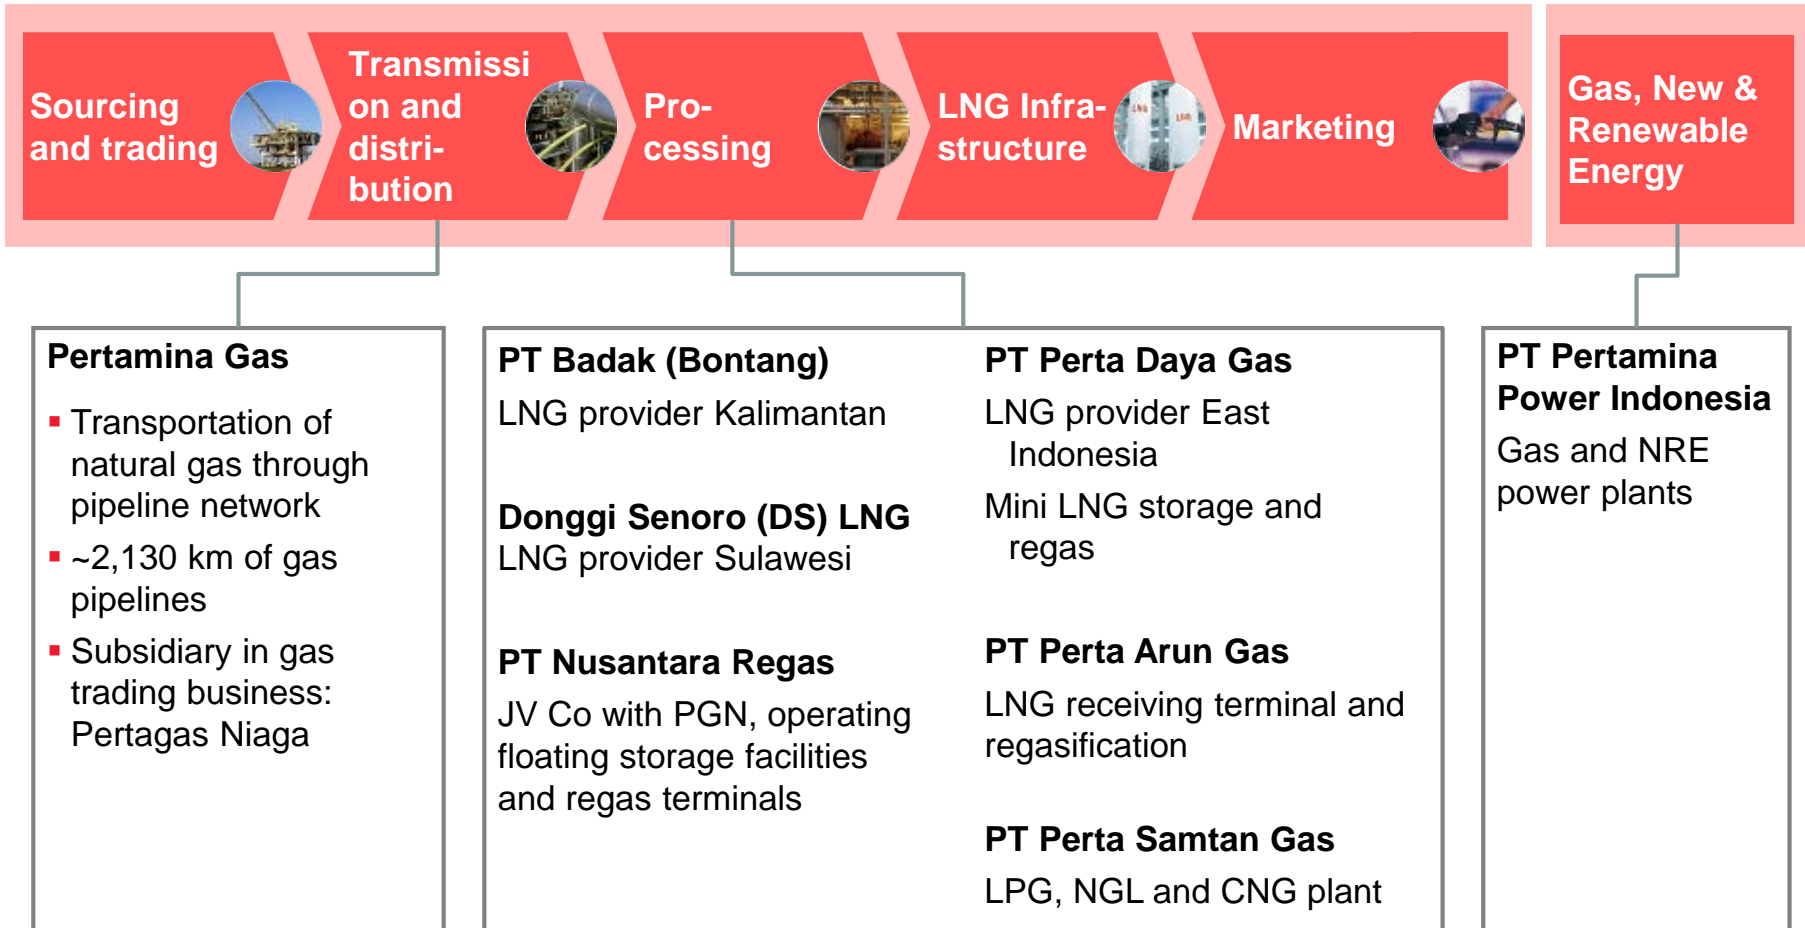 Sourcing
and trading
Transmissi
on and
distri-
bution
Pro-
cessing
LNG Infra-
structure
LNG
LNG
Marketing
Gas, New &
Renewable
Energy
Pertamina Gas
▪ Transportation of
natural gas through
pipeline network
▪ ~2,130 km of gas
pipelines
▪ Subsidiary in gas
trading business:
Pertagas Niaga
PT Badak (Bontang)
LNG provider Kalimantan
Donggi Senoro (DS) LNG
LNG provider Sulawesi
PT Nusantara Regas
JV Co with PGN, operating
floating storage facilities
and regas terminals
PT Perta Daya Gas
LNG provider East
Indonesia
Mini LNG storage and
regas
PT Perta Arun Gas
LNG receiving terminal and
regasification
PT Perta Samtan Gas
LPG, NGL and CNG plant
PT Pertamina
Power Indonesia
Gas and NRE
power plants